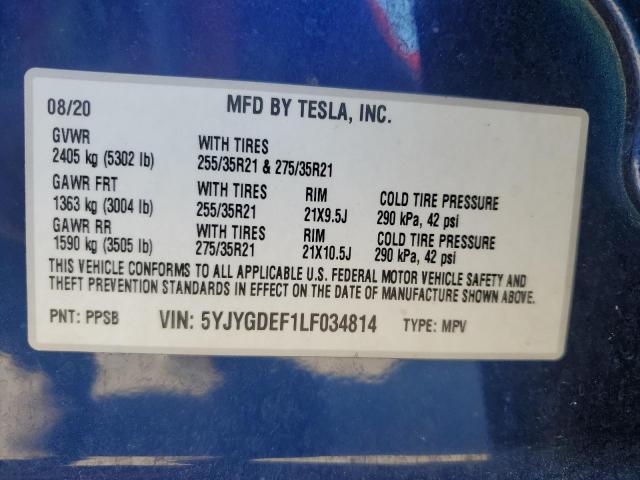 08/20 MFD BY TESLA, INC.
GVWR WITH TIRES
2405 kg (5302 lb) 255/35R21 & 275/35R21
GAWR FRT WITH TIRES RIM COLD TIRE PRESSURE
1363 kg (3004 lb) 255/35R21 21X9.5J 290 kPa, 42 psi
GAWR RR WITH TIRES RIM COLD TIRE PRESSURE
1590 kg (3505 lb) 275/35R21 21X10.5J 290 kPa, 42 psi
THIS VEHICLE CONFORMS TO ALL APPLICABLE U.S. FEDERAL MOTOR VEHICLE SAFETY AND
THEFT PREVENTION STANDARDS IN EFFECT ON THE DATE OF MANUFACTURE SHOWN ABOVE.
PNT: PPSB VIN: 5YJYGDEF1LF034814 TYPE: MPV